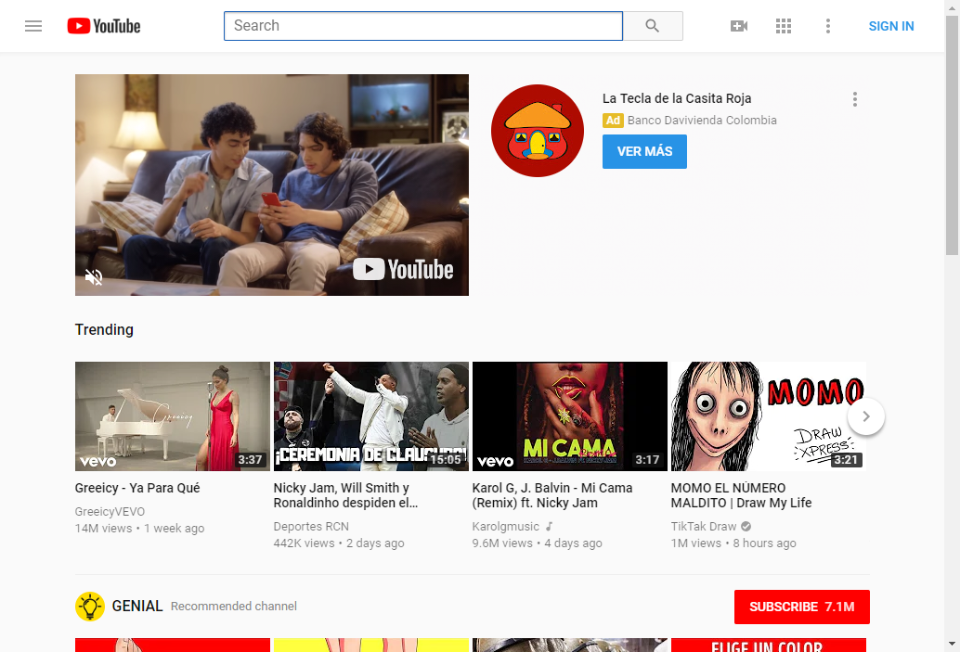 YouTube
Search
SIGN IN
YouTube
La Tecla de la Casita Roja
Ad Banco Davivienda Colombia
VER MÁS
Trending
Greeicy
vevo
3:37
¡CEREMONIA DE CLAUSURA!
15:05
MI CAMA
vevo
3:17
MOMO
DRAW
XPRESS
3:21
Greeicy - Ya Para Qué
GreeicyVEVO
14M views • 1 week ago
Nicky Jam, Will Smith y
Ronaldinho despiden el...
Deportes RCN
442K views • 2 days ago
Karol G, J. Balvin - Mi Cama
(Remix) ft. Nicky Jam
Karolgmusic
9.6M views • 4 days ago
MOMO EL NÚMERO
MALDITO | Draw My Life
TikTak Draw
1M views • 8 hours ago
GENIAL Recommended channel
SUBSCRIBE 7.1M
ELIGE UN COLOR